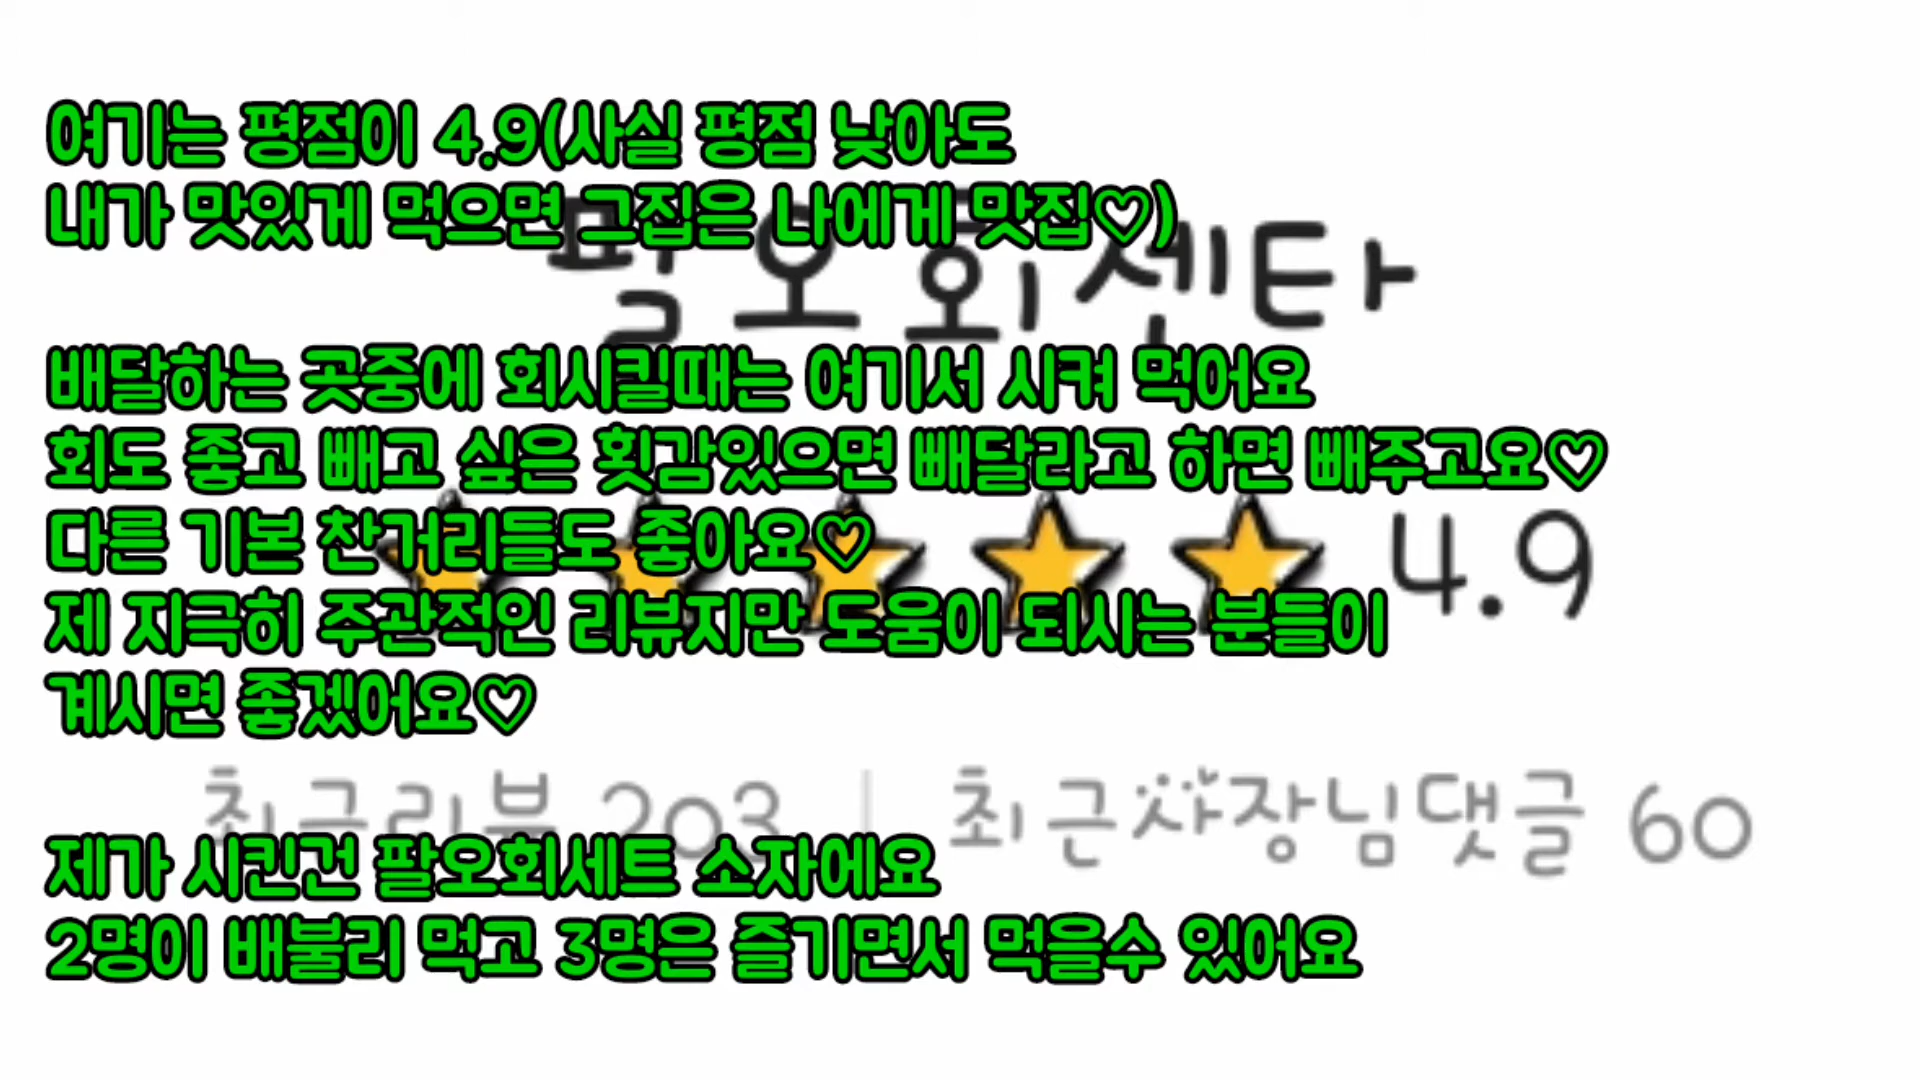 여기는 평점이 4.9(사실 평점 낮아도
내가 맛있게 먹으면 그집은 나에게 맛집♡)
팔오회센타
배달하는 곳중에 회시킬때는 여기서 시켜 먹어요
회도 좋고 빼고 싶은 횟감있으면 빼달라고 하면 빼주고요♡
다른 기본 찬거리들도 좋아요♡
4.9
제 지극히 주관적인 리뷰지만 도움이 되시는 분들이
계시면 좋겠어요♡
최근리뷰 203 | 최근사장님댓글 60
제가 시킨건 팔오회세트 소자에요
2명이 배불리 먹고 3명은 즐기면서 먹을수 있어요